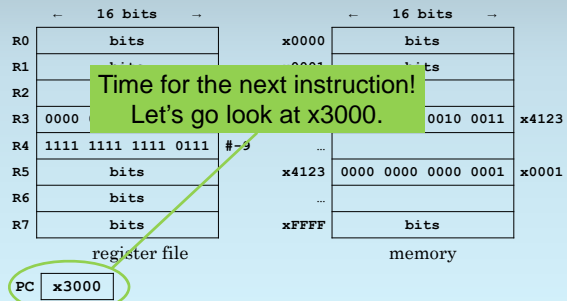 ← 16 bits → ← 16 bits →
R0 bits x0000 bits
R1 bits x0001 bits
R2
Time for the next instruction!
Let's go look at x3000.
R3 0000 0010 0011 x4123
R4 1111 1111 1111 0111 #-9 …
R5 bits x4123 0000 0000 0000 0001 x0001
R6 bits …
R7 bits xFFFF bits
register file memory
PC x3000